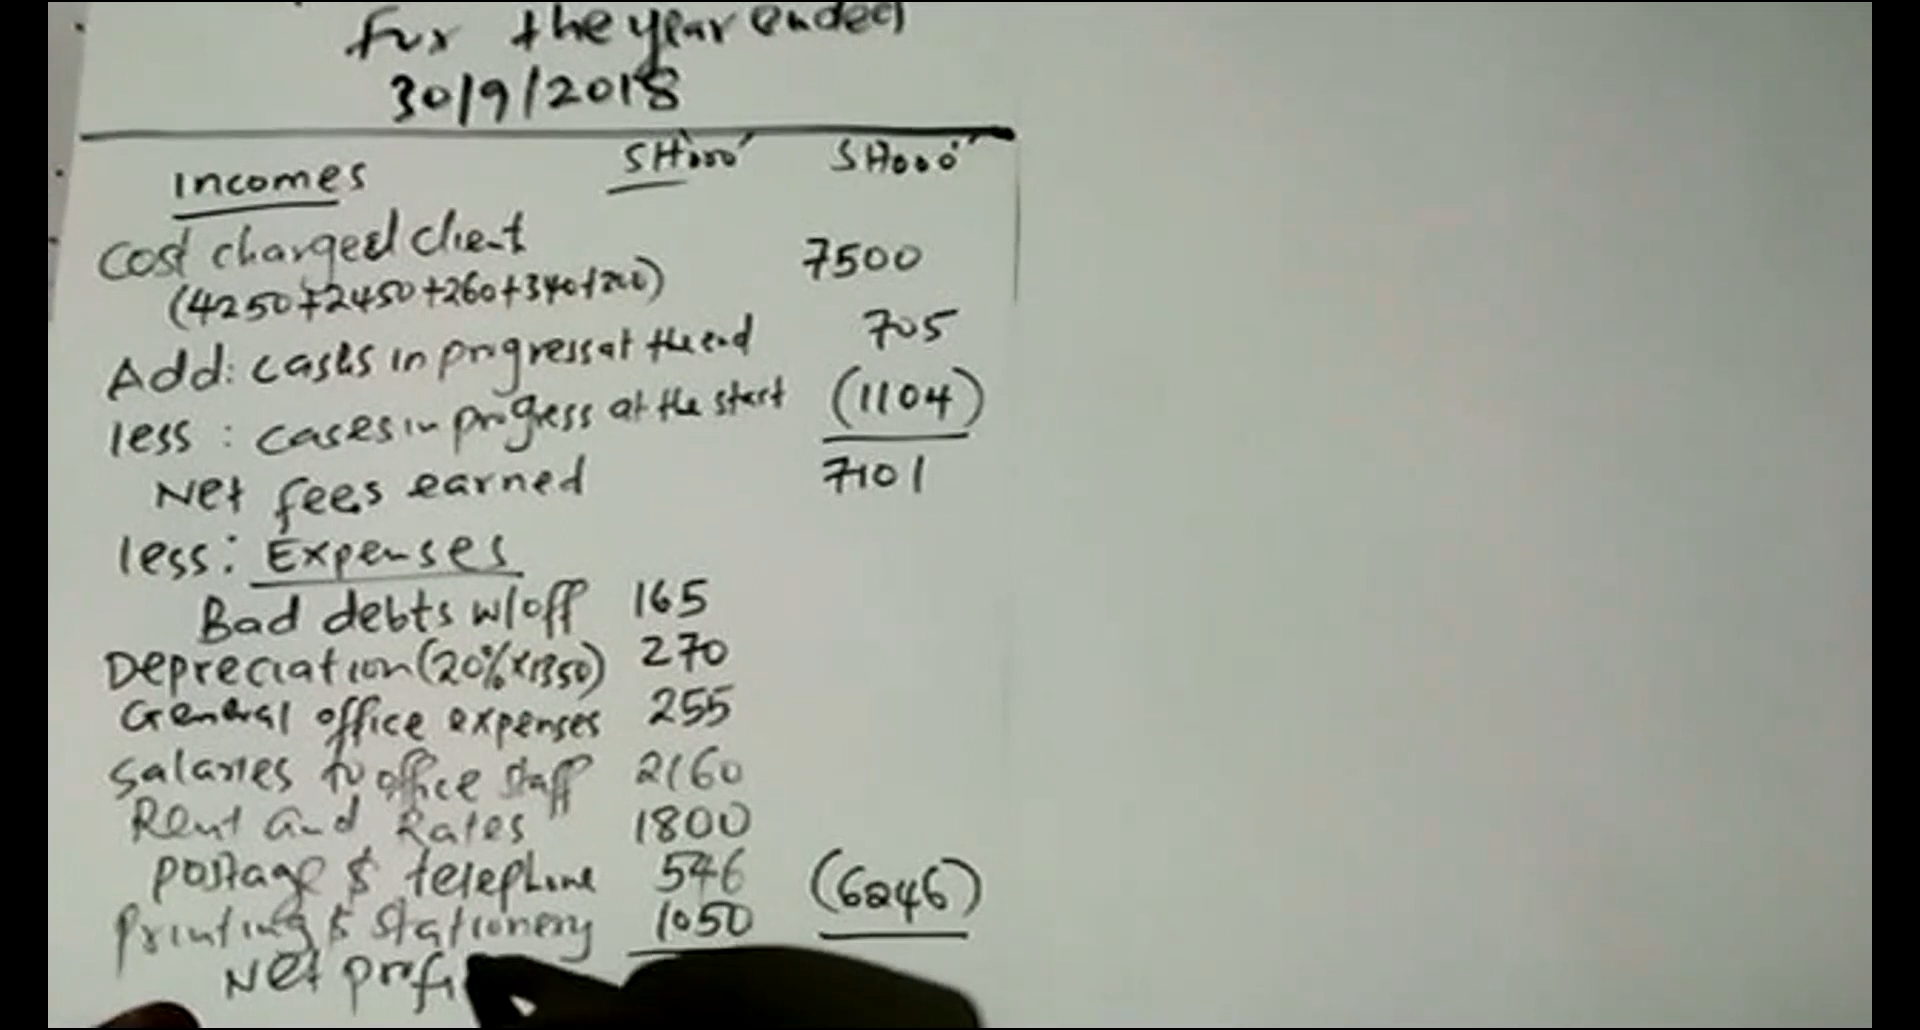 for the year ended
30/9/2018
SH'000' SH000'
Incomes
Cost charged client 7500
(4250+2450+260+340+200)
Add: cases in progress at the end 705
less: cases in progress at the start (1104)
Net fees earned 7101
less: Expenses
Bad debts w/off 165
Depreciation (20%x1350) 270
General office expenses 255
Salaries to office staff 2160
Rent and Rates 1800
postage & telephone 546 (6246)
printing & stationery 1050
Net profi